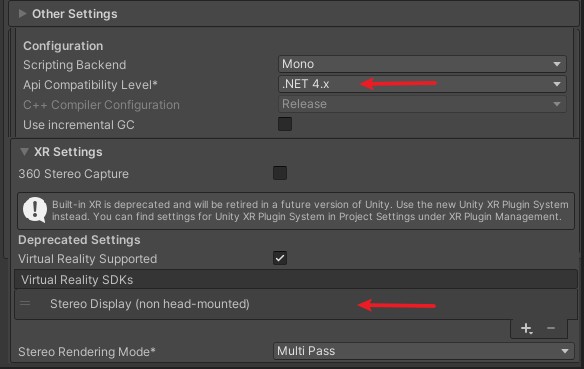 Other Settings
Configuration
Scripting Backend Mono
Api Compatibility Level* .NET 4.x
C++ Compiler Configuration Release
Use incremental GC
XR Settings
360 Stereo Capture
Built-in XR is deprecated and will be retired in a future version of Unity. Use the new Unity XR Plugin System
instead. You can find settings for Unity XR Plugin System in Project Settings under XR Plugin Management.
Deprecated Settings
Virtual Reality Supported
Virtual Reality SDKs
Stereo Display (non head-mounted)
Stereo Rendering Mode* Multi Pass